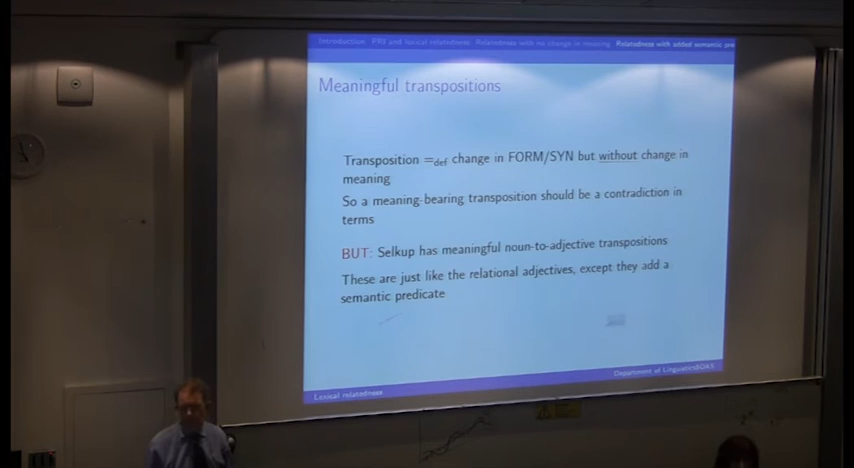 Introduction PFS and lexical relatedness Relatedness with no change in meaning Relatedness with added semantic pre
Meaningful transpositions
Transposition =def change in FORM/SYN but without change in
meaning
So a meaning-bearing transposition should be a contradiction in
terms
BUT: Selkup has meaningful noun-to-adjective transpositions
These are just like the relational adjectives, except they add a
semantic predicate
Lexical relatedness
Department of Linguistics